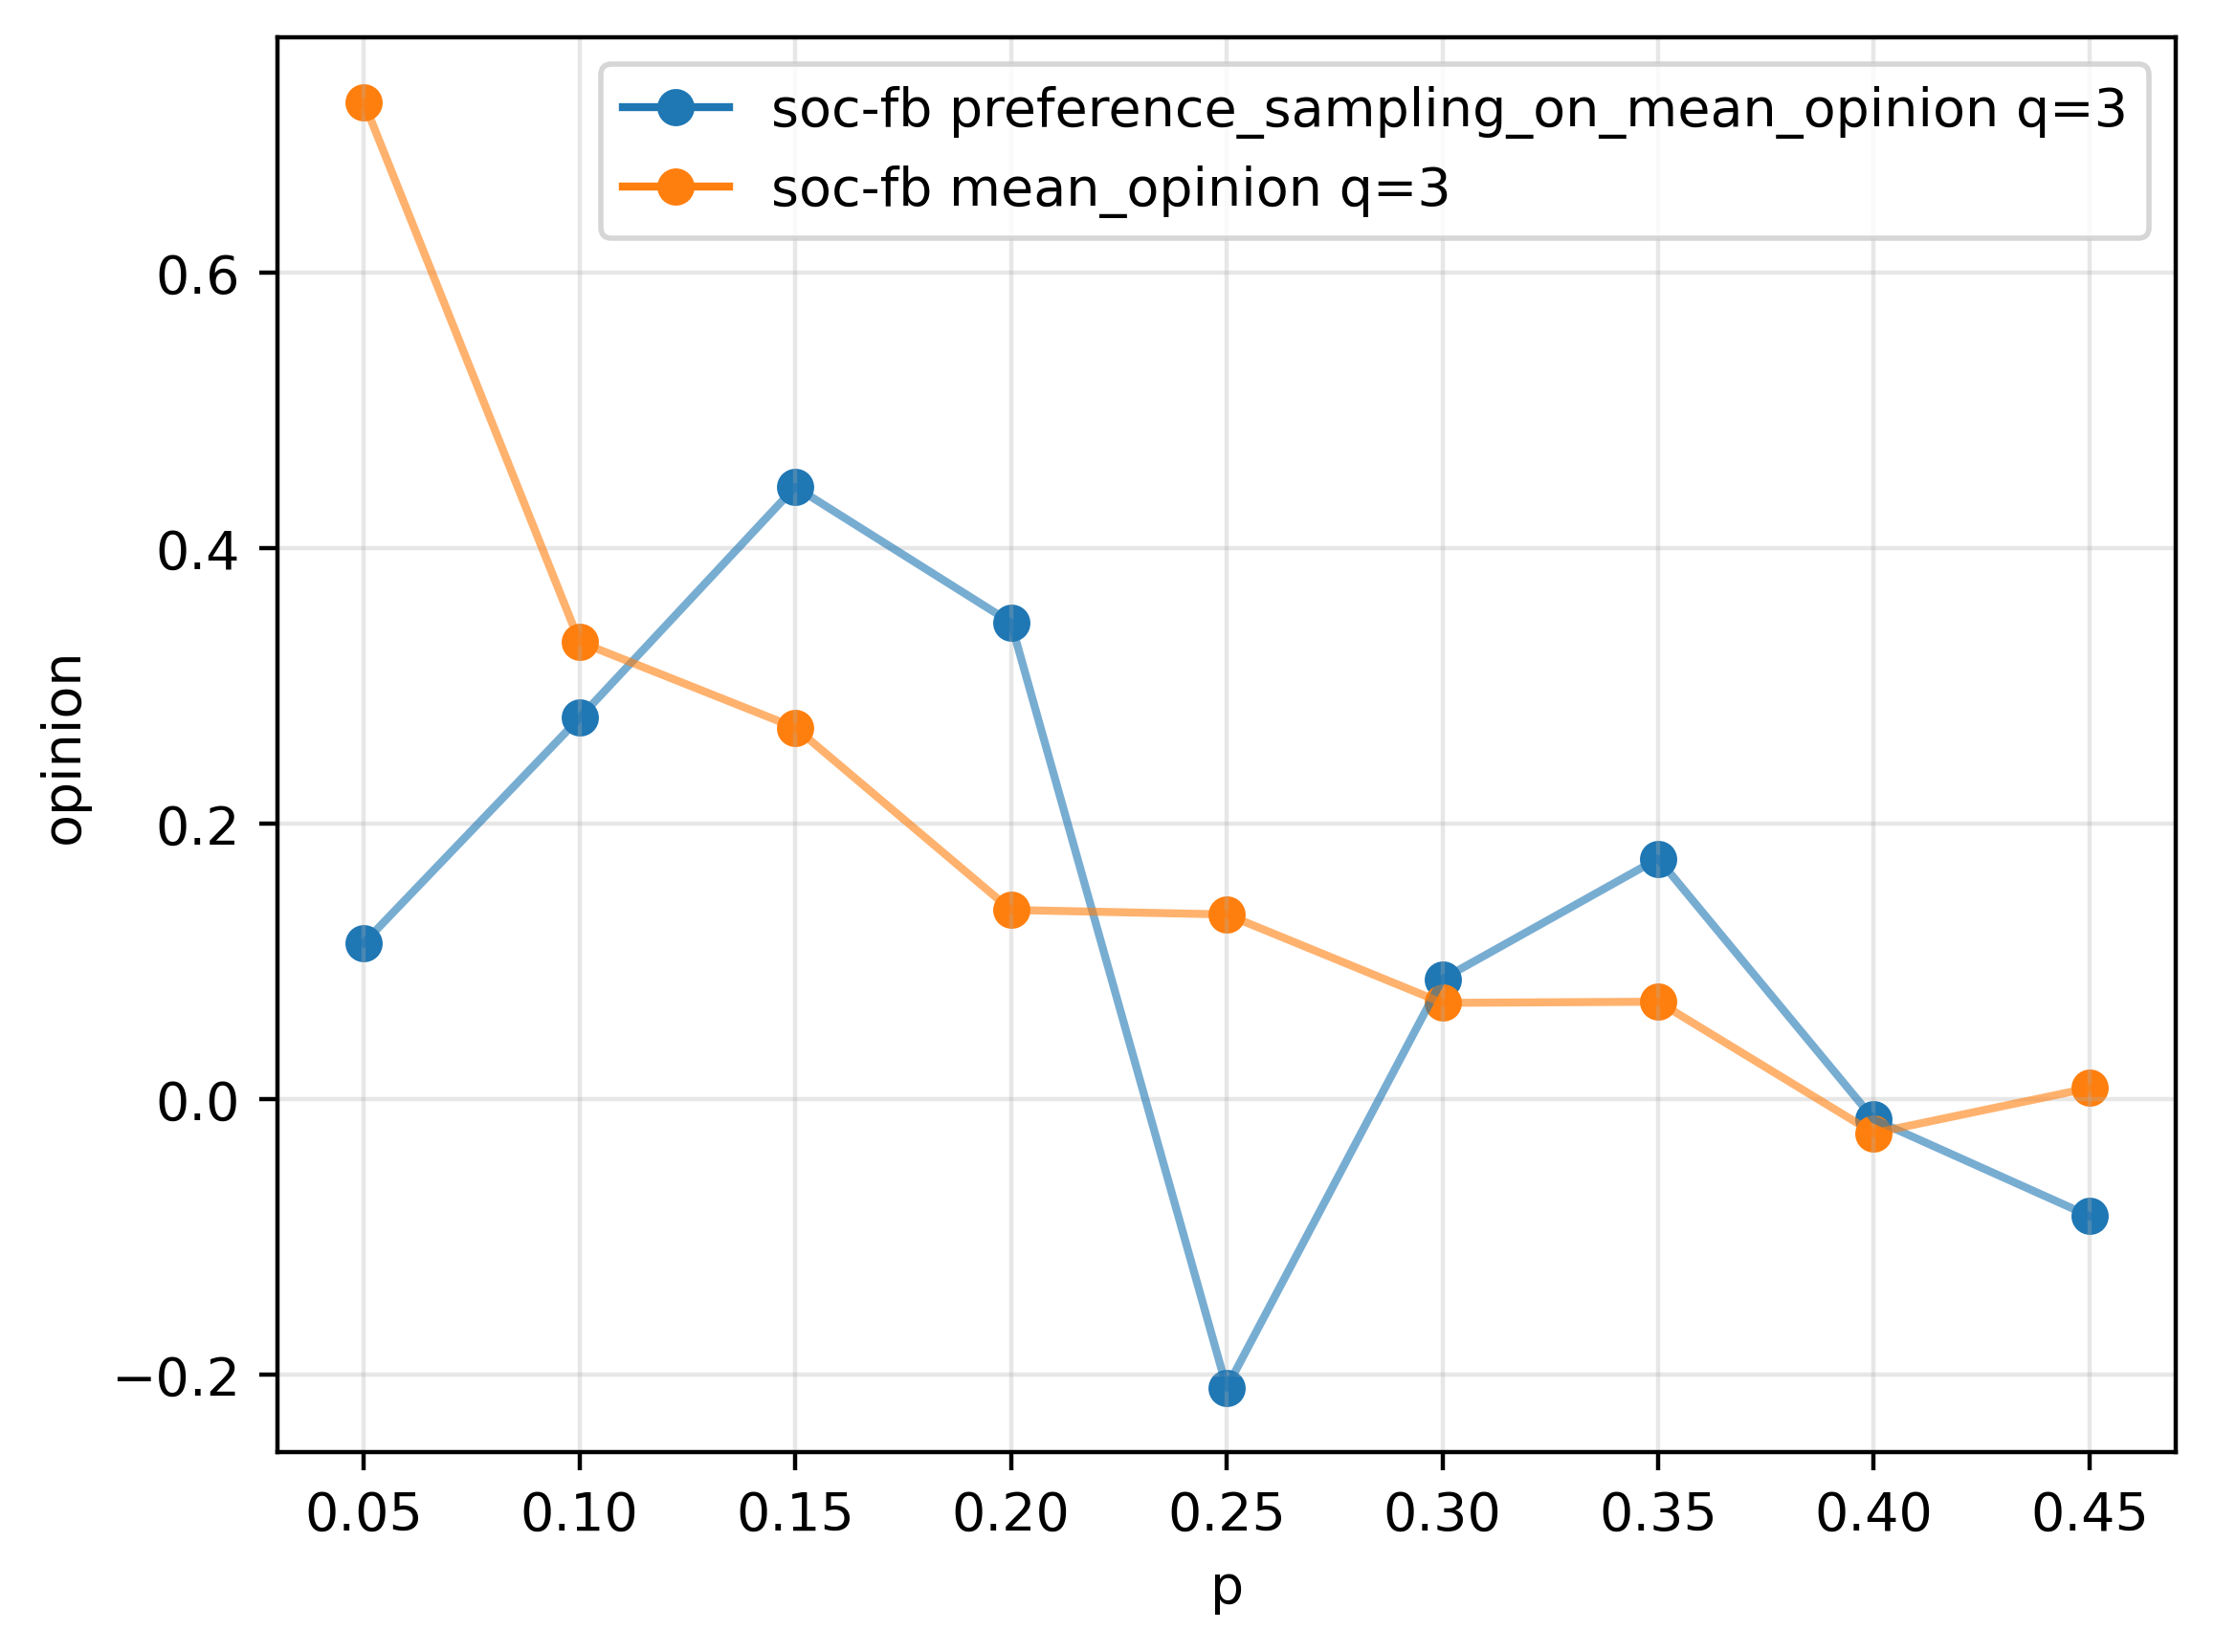 soc-fb preference_sampling_on_mean_opinion q=3
soc-fb mean_opinion q=3
0.6
0.4
0.2
0.0
−0.2
opinion
0.05 0.10 0.15 0.20 0.25 0.30 0.35 0.40 0.45
p